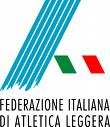 FEDERAZIONE ITALIANA
DI ATLETICA LEGGERA